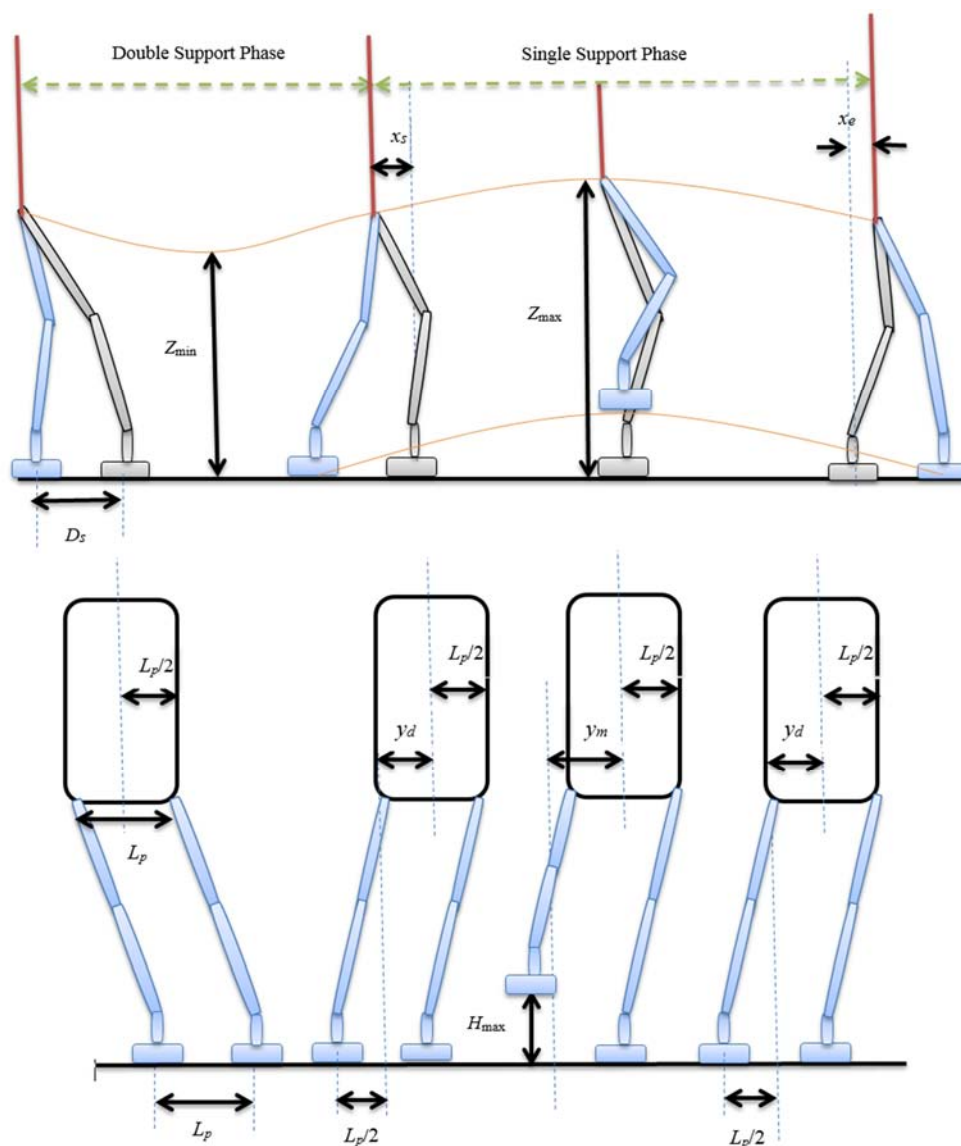 Double Support Phase
Single Support Phase
xs
xe
Zmin
Zmax
Ds
Lp/2
Lp/2
Lp/2
Lp/2
yd
ym
yd
Lp
Hmax
Lp
Lp/2
Lp/2